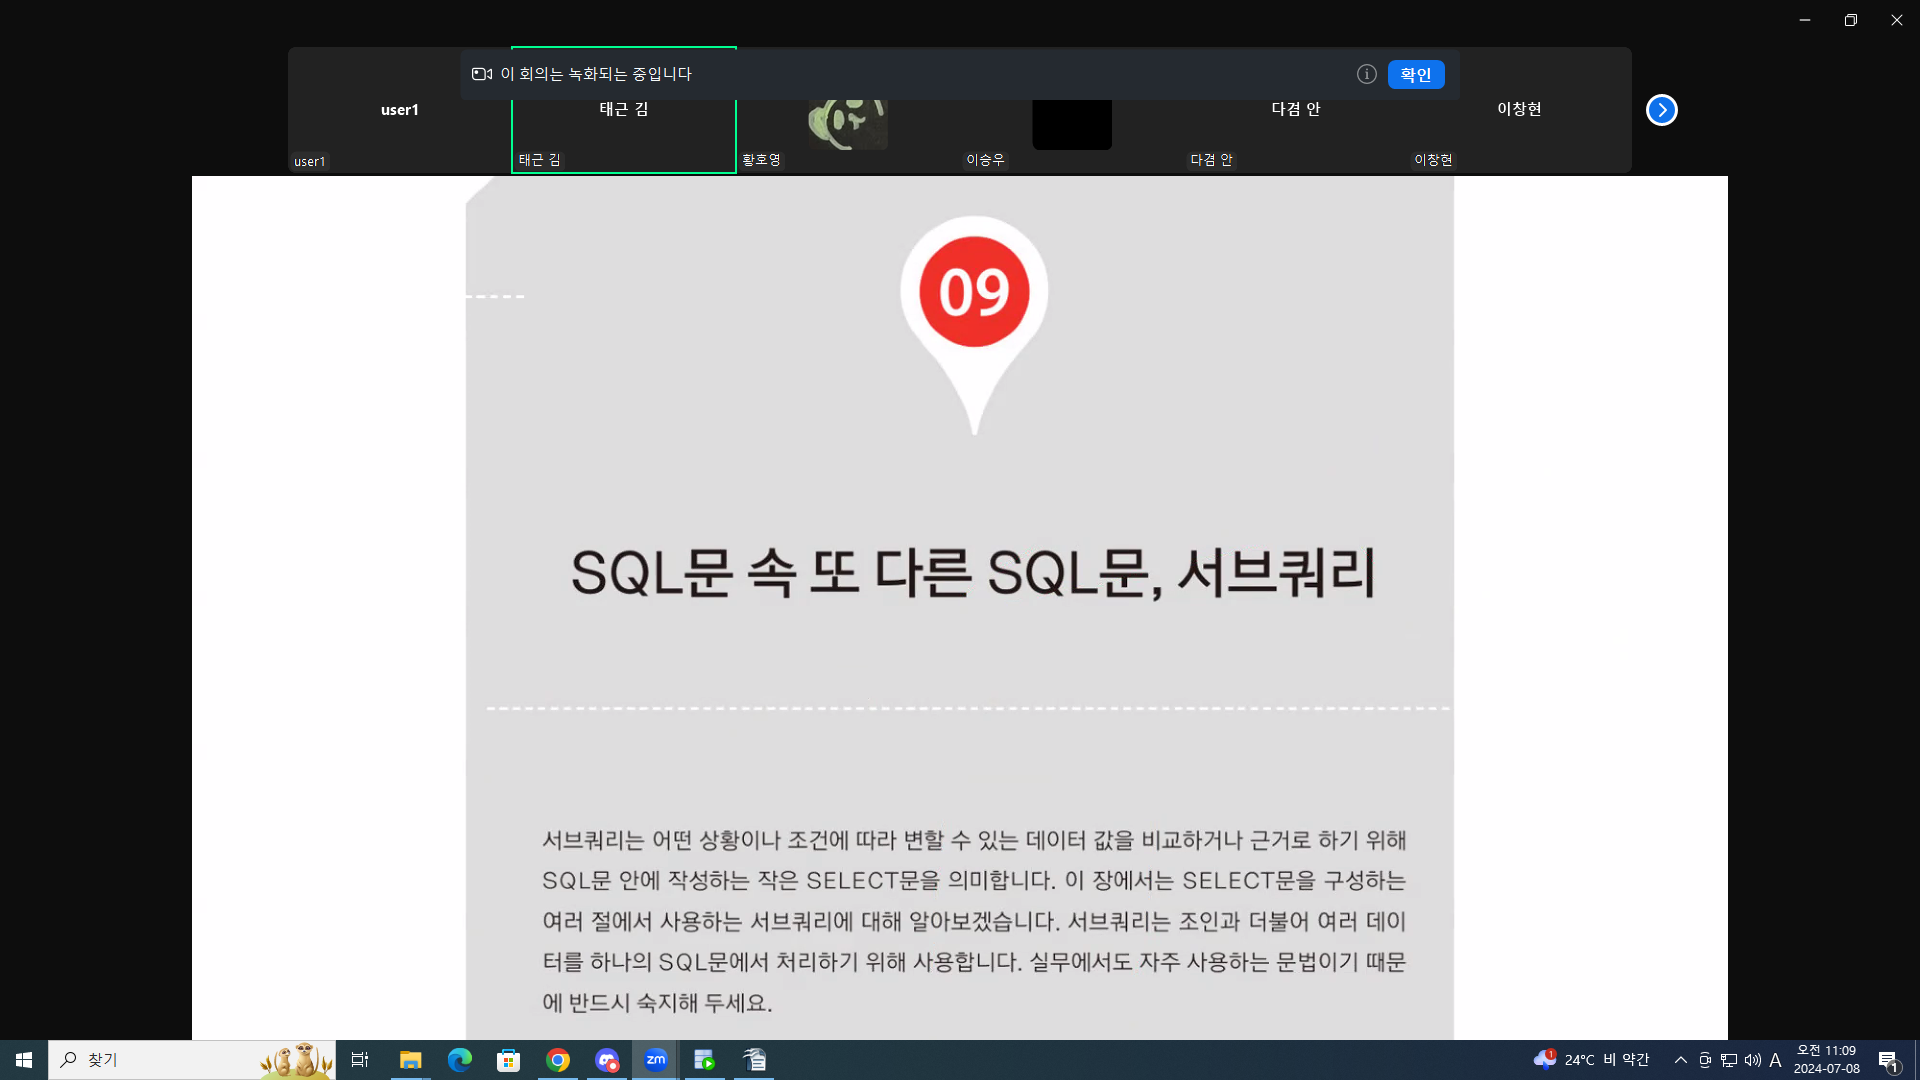 이 회의는 녹화되는 중입니다
확인
user1
태근 김
다겸 안
이창현
user1
태근 김
황호영
이승우
다겸 안
이창현
09
SQL문 속 또 다른 SQL문, 서브쿼리
서브쿼리는 어떤 상황이나 조건에 따라 변할 수 있는 데이터 값을 비교하거나 근거로 하기 위해
SQL문 안에 작성하는 작은 SELECT문을 의미합니다. 이 장에서는 SELECT문을 구성하는
여러 절에서 사용하는 서브쿼리에 대해 알아보겠습니다. 서브쿼리는 조인과 더불어 여러 데이
터를 하나의 SQL문에서 처리하기 위해 사용합니다. 실무에서도 자주 사용하는 문법이기 때문
에 반드시 숙지해 두세요.
찾기
zm
1
24°C 비 약간
A
오전 11:09
2024-07-08
1